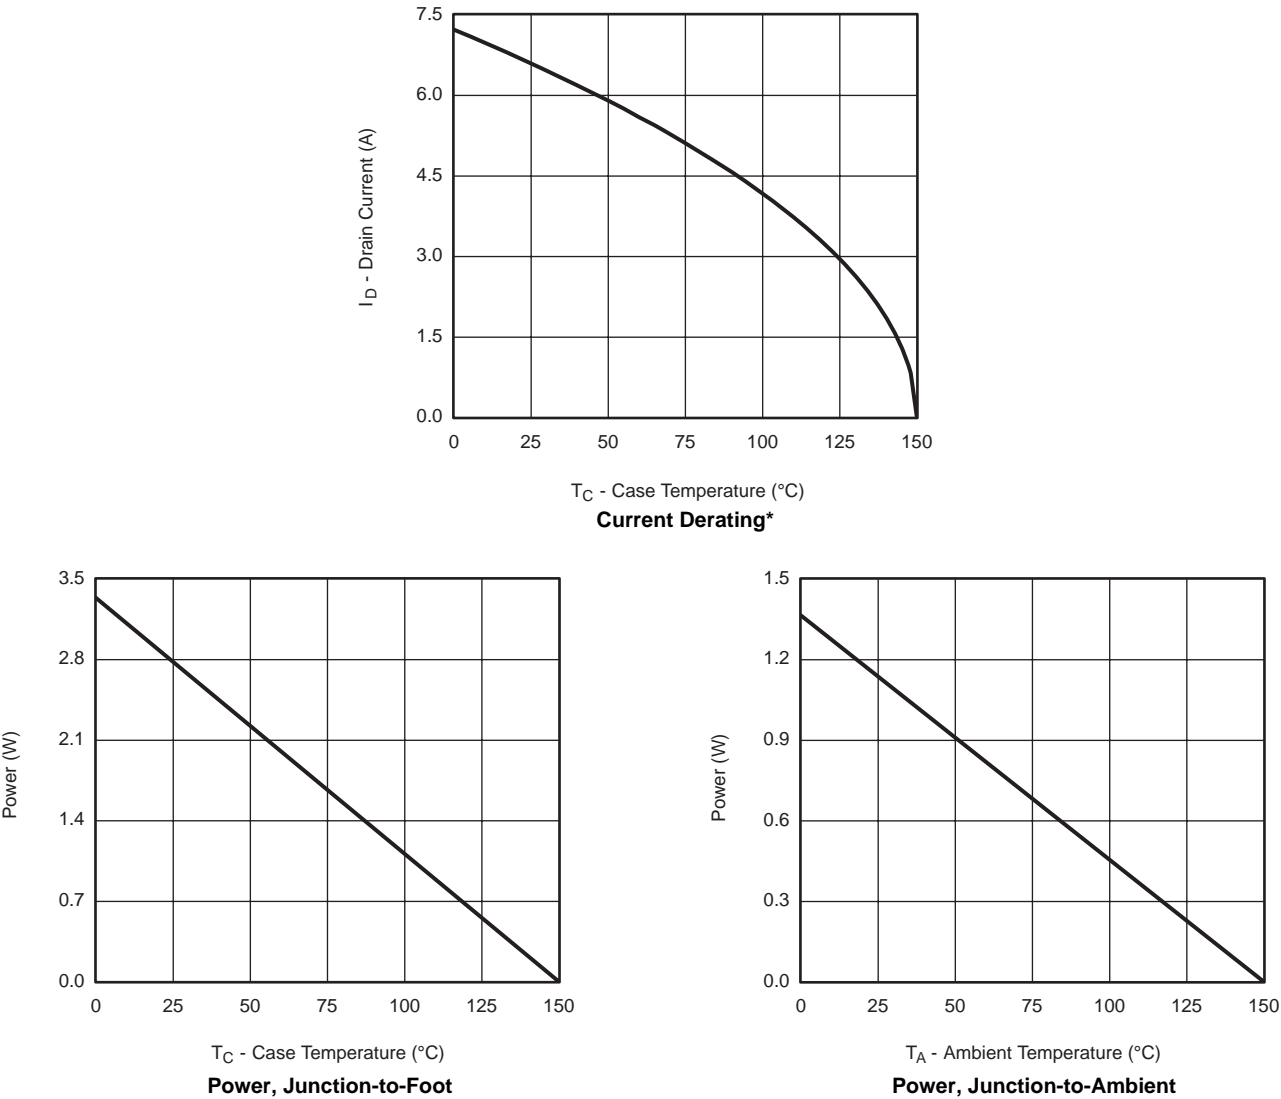 7.5
6.0
4.5
3.0
1.5
0.0
I D - Drain Current (A)
0 25 50 75 100 125 150
TC - Case Temperature (°C)
Current Derating*
3.5
2.8
2.1
1.4
0.7
0.0
Power (W)
0 25 50 75 100 125 150
TC - Case Temperature (°C)
Power, Junction-to-Foot
1.5
1.2
0.9
0.6
0.3
0.0
Power (W)
0 25 50 75 100 125 150
TA - Ambient Temperature (°C)
Power, Junction-to-Ambient